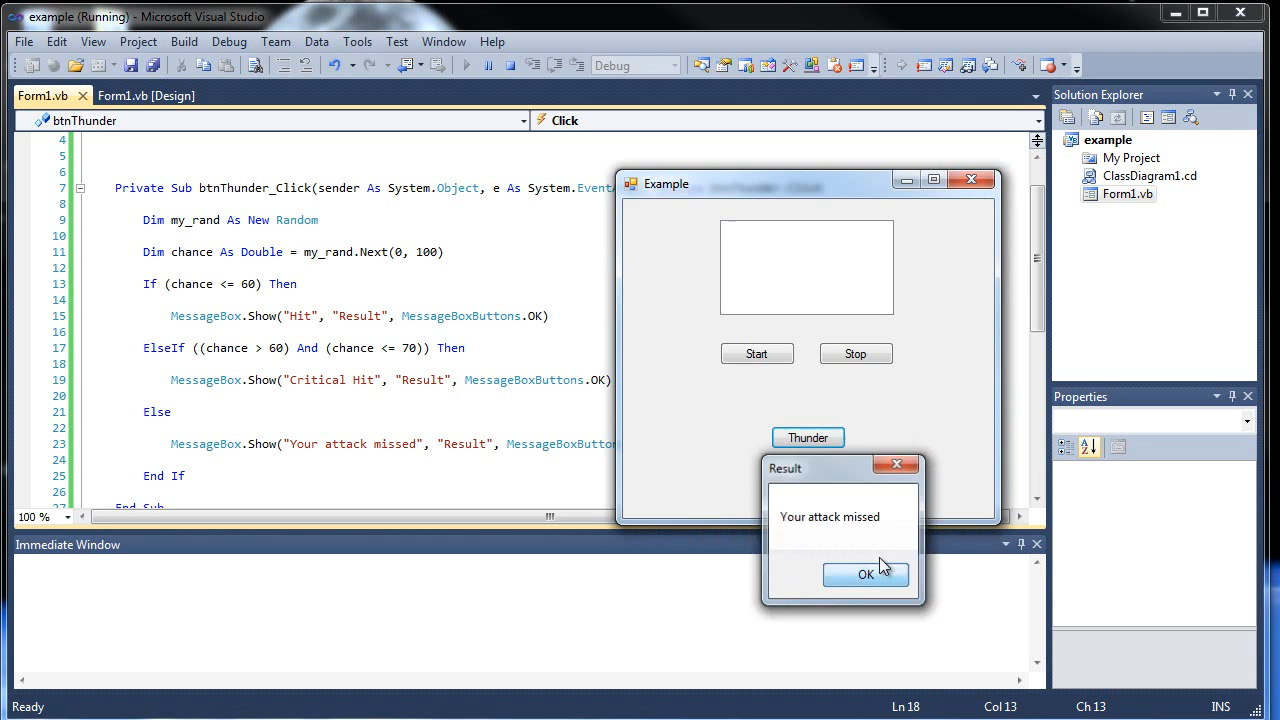 example (Running) - Microsoft Visual Studio
File Edit View Project Build Debug Team Data Tools Test Window Help
Debug
Form1.vb Form1.vb [Design]
btnThunder Click
4
5
6
7 Private Sub btnThunder_Click(sender As System.Object, e As System.EventA
8
9 Dim my_rand As New Random
10
11 Dim chance As Double = my_rand.Next(0, 100)
12
13 If (chance <= 60) Then
14
15 MessageBox.Show("Hit", "Result", MessageBoxButtons.OK)
16
17 ElseIf ((chance > 60) And (chance <= 70)) Then
18
19 MessageBox.Show("Critical Hit", "Result", MessageBoxButtons.OK)
20
21 Else
22
23 MessageBox.Show("Your attack missed", "Result", MessageBoxButton
24
25 End If
26
End Sub
100 %
Example
Start Stop
Thunder
Result
Your attack missed
OK
Solution Explorer
example
My Project
ClassDiagram1.cd
Form1.vb
Properties
Immediate Window
Ready Ln 18 Col 13 Ch 13 INS